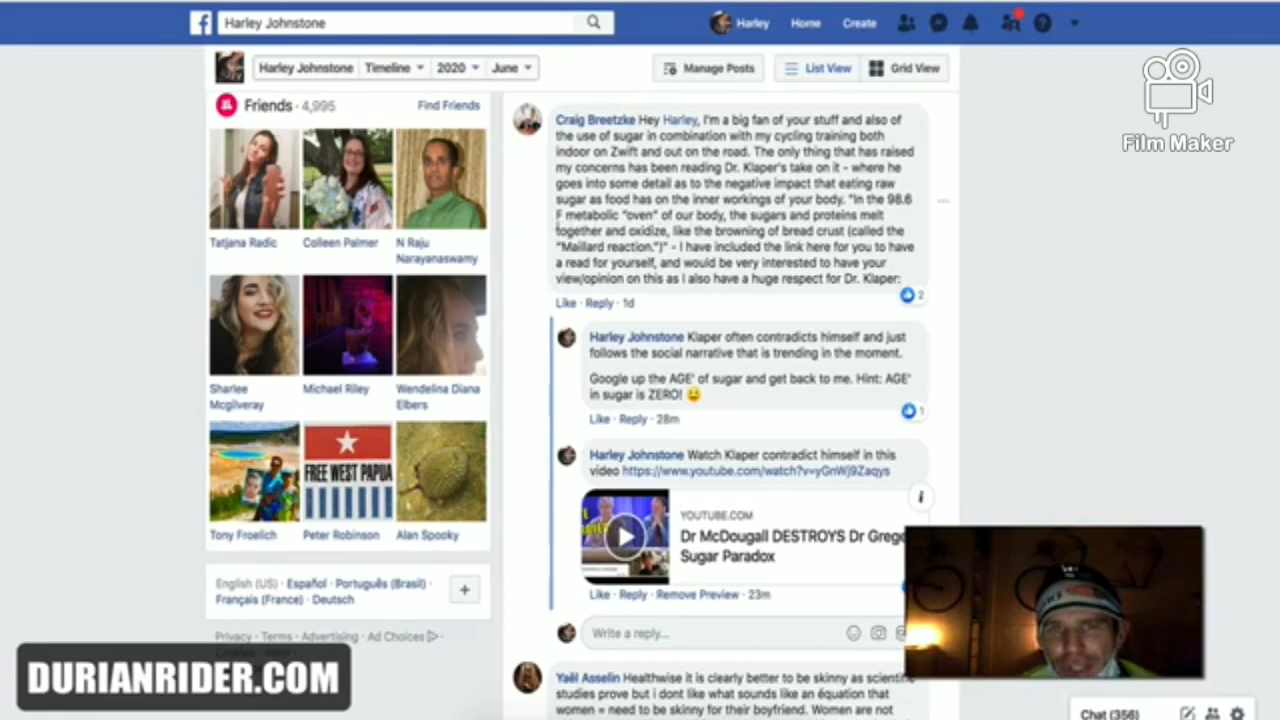 Harley Johnstone
Harley Home Create
Harley Johnstone Timeline 2020 June
Manage Posts List View Grid View
Film Maker
Friends · 4,995 Find Friends
Tatjana Radic
Colleen Palmer
N Raju
Narayanaswamy
Sharlee
Mcgilveray
Michael Riley
Wendelina Diana
Elbers
FREE WEST PAPUA
Tony Froelich
Peter Robinson
Alan Spooky
English (US) · Español · Português (Brasil) ·
Français (France) · Deutsch
Privacy · Terms · Advertising · Ad Choices ·
DURIANRIDER.COM
Craig Breetzke Hey Harley, I'm a big fan of your stuff and also of
the use of sugar in combination with my cycling training both
indoor on Zwift and out on the road. The only thing that has raised
my concerns has been reading Dr. Klaper's take on it - where he
goes into some detail as to the negative impact that eating raw
sugar as food has on the inner workings of your body. "In the 98.6
F metabolic "oven" of our body, the sugars and proteins melt
together and oxidize, like the browning of bread crust (called the
"Maillard reaction.")" - I have included the link here for you to have
a read for yourself, and would be very interested to have your
view/opinion on this as I also have a huge respect for Dr. Klaper:
2
Like · Reply · 1d
Harley Johnstone Klaper often contradicts himself and just
follows the social narrative that is trending in the moment.
Google up the AGE' of sugar and get back to me. Hint: AGE'
in sugar is ZERO!
1
Like · Reply · 28m
Harley Johnstone Watch Klaper contradict himself in this
video https://www.youtube.com/watch?v=yGnWj9Zaqys
YOUTUBE.COM
Dr McDougall DESTROYS Dr Grege
Sugar Paradox
Like · Reply · Remove Preview · 23m
Write a reply...
Yaël Asselin Healthwise it is clearly better to be skinny as scientif
studies prove but i dont like what sounds like an équation that
women = need to be skinny for their boyfriend. Women are not
Chat (356)